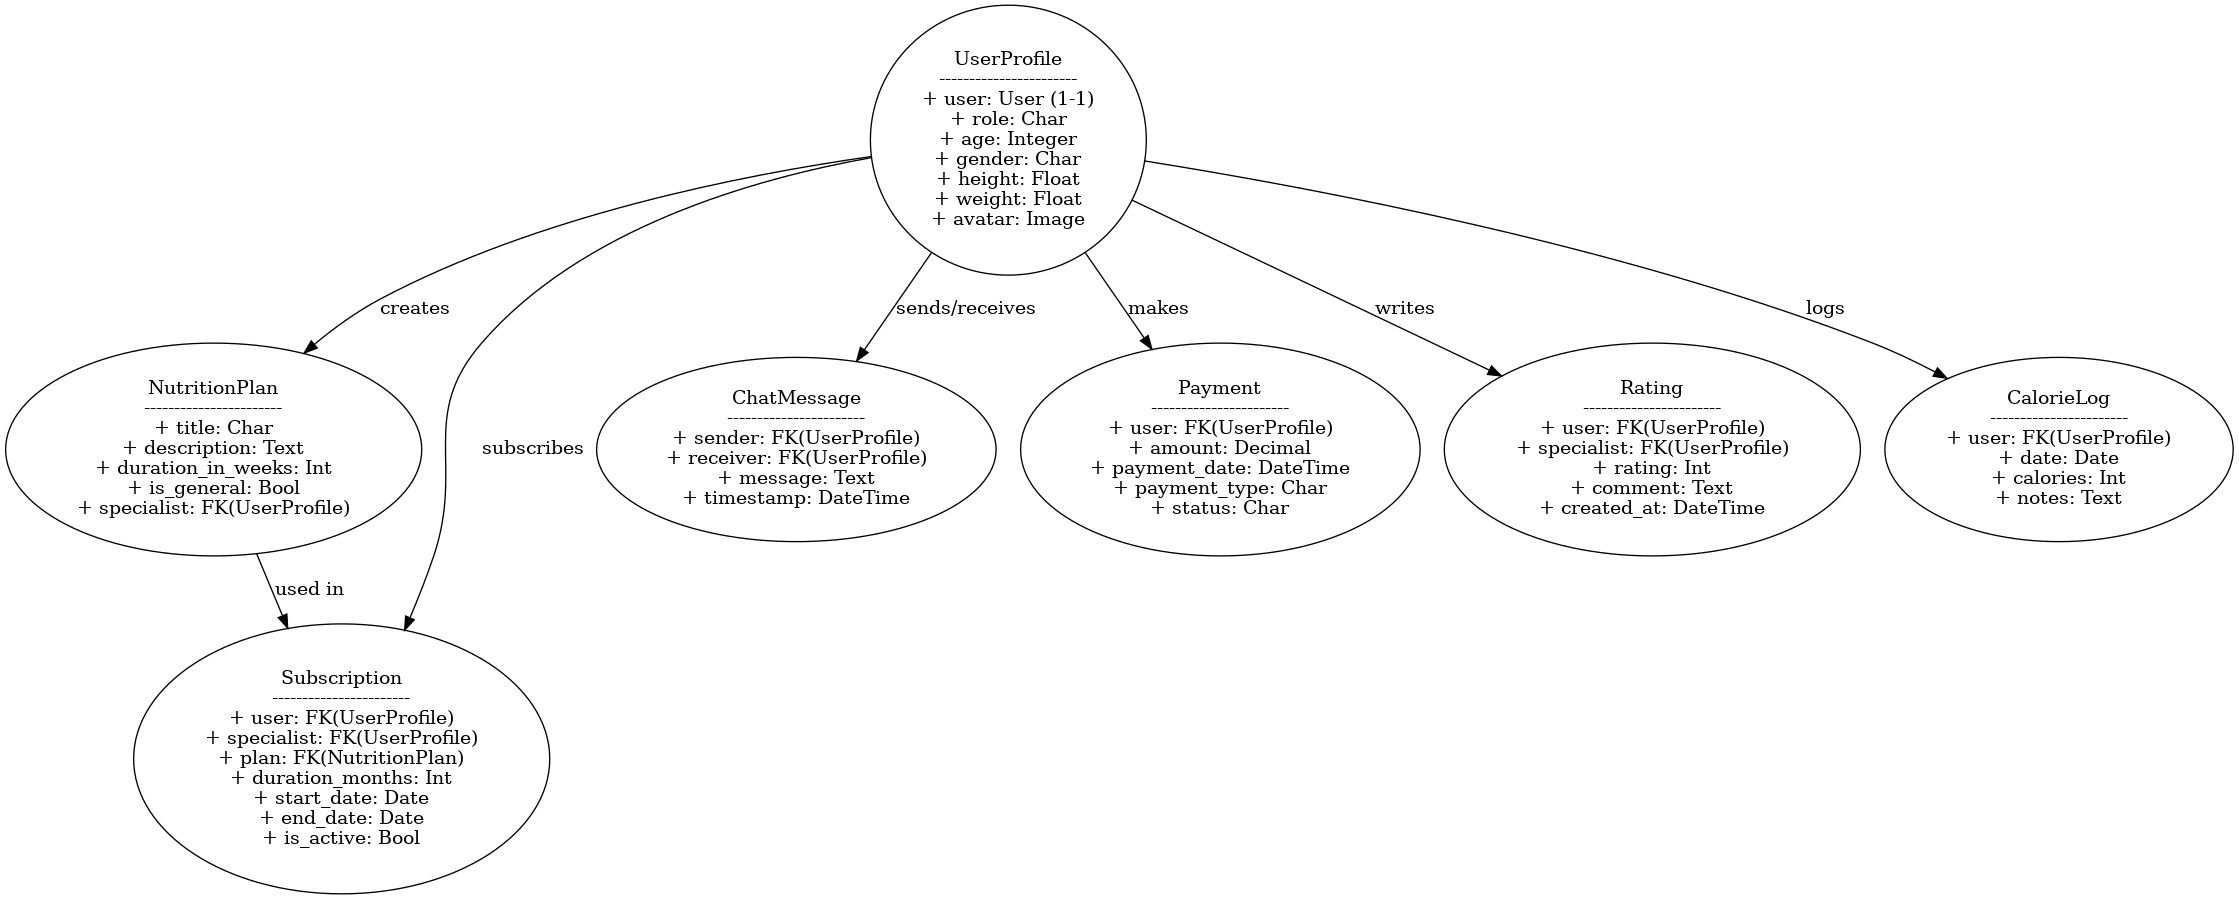 UserProfile
-----------------------
+ user: User (1-1)
+ role: Char
+ age: Integer
+ gender: Char
+ height: Float
+ weight: Float
+ avatar: Image
creates
subscribes
sends/receives
makes
writes
logs
NutritionPlan
-----------------------
+ title: Char
+ description: Text
+ duration_in_weeks: Int
+ is_general: Bool
+ specialist: FK(UserProfile)
ChatMessage
-----------------------
+ sender: FK(UserProfile)
+ receiver: FK(UserProfile)
+ message: Text
+ timestamp: DateTime
Payment
-----------------------
+ user: FK(UserProfile)
+ amount: Decimal
+ payment_date: DateTime
+ payment_type: Char
+ status: Char
Rating
-----------------------
+ user: FK(UserProfile)
+ specialist: FK(UserProfile)
+ rating: Int
+ comment: Text
+ created_at: DateTime
CalorieLog
-----------------------
+ user: FK(UserProfile)
+ date: Date
+ calories: Int
+ notes: Text
used in
Subscription
-----------------------
+ user: FK(UserProfile)
+ specialist: FK(UserProfile)
+ plan: FK(NutritionPlan)
+ duration_months: Int
+ start_date: Date
+ end_date: Date
+ is_active: Bool